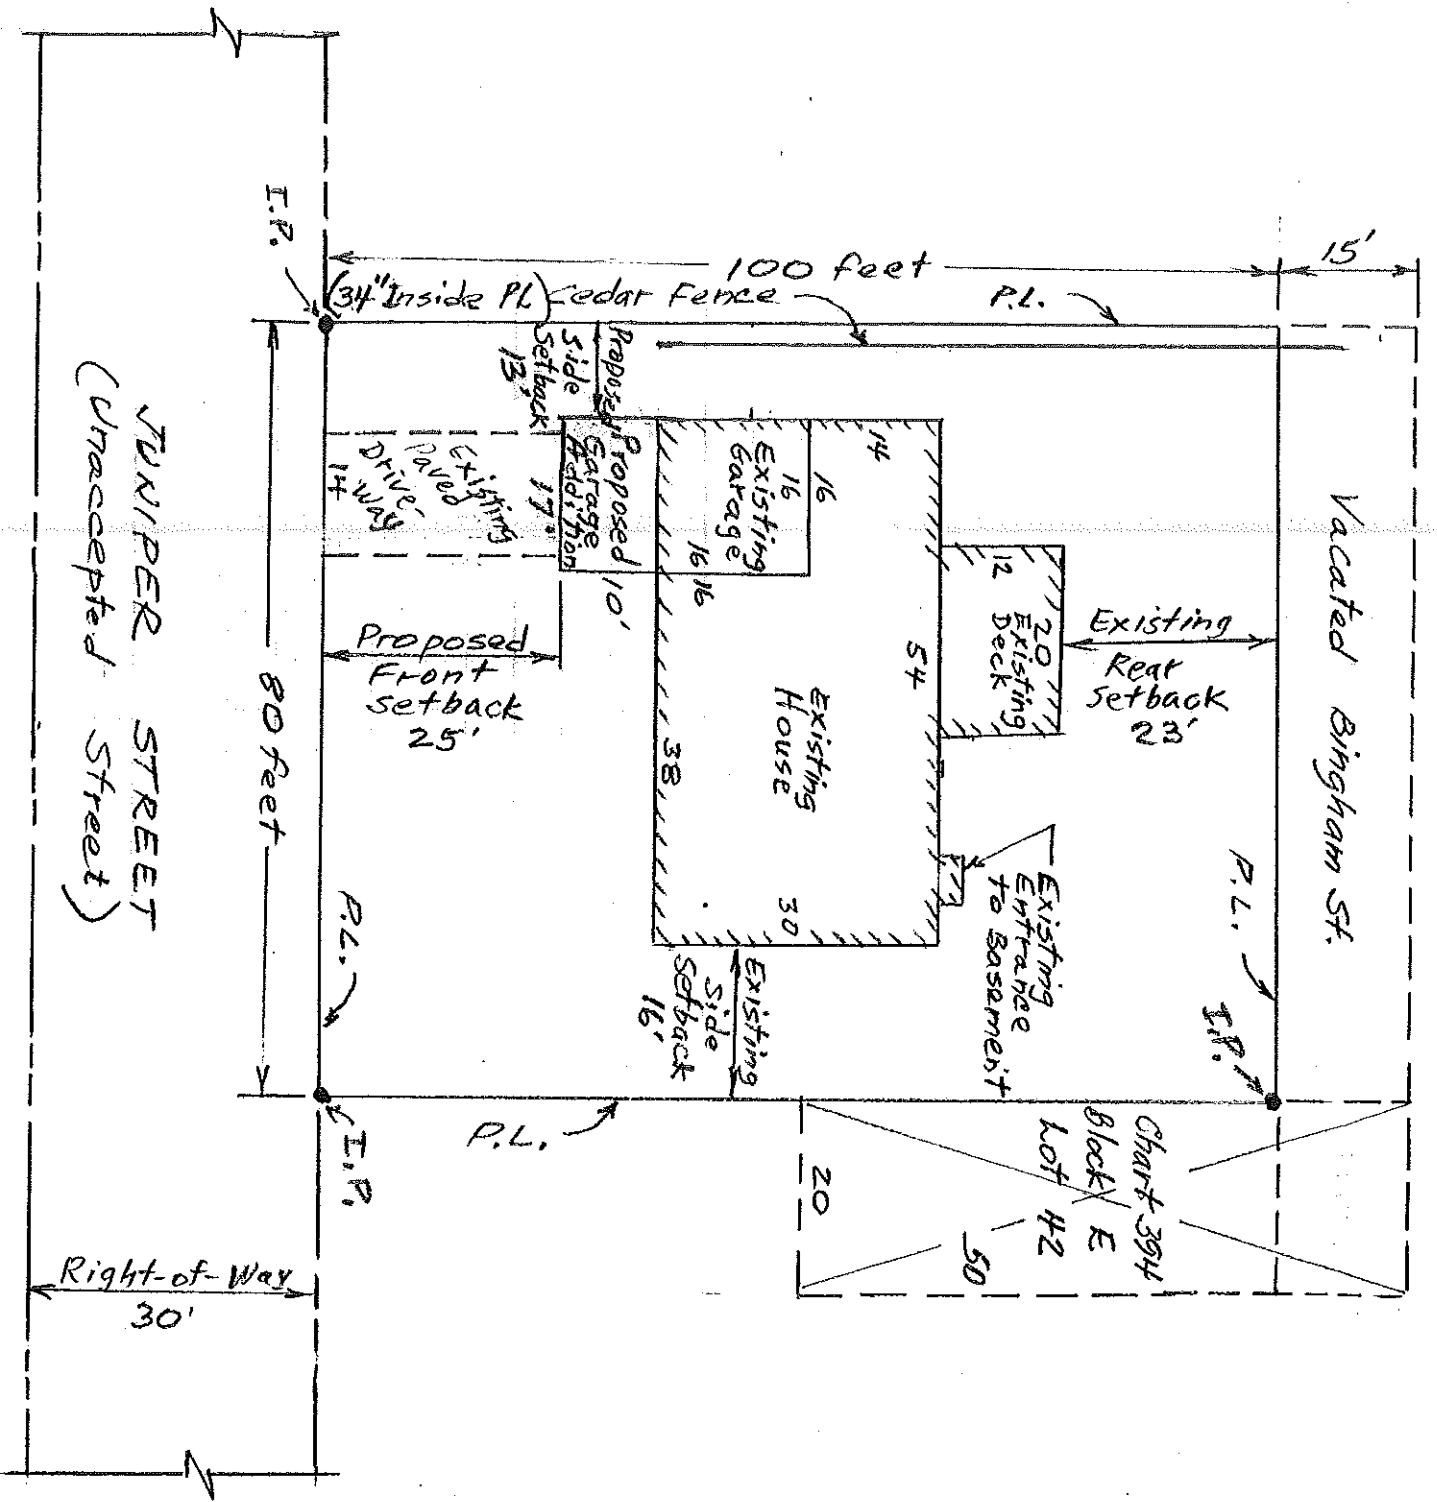 15'
100 feet
I.P.
(34" Inside PL) Cedar Fence
P.L.
Proposed
Side
Setback
13'
Existing
Paved
Drive-
Way
14
Proposed
Garage
Addition
17'
10'
Existing
Garage
16
16
16
16
14
12
20
Existing
Deck
54
Existing
Rear
Setback
23'
Vacated Bingham St.
JUNIPER STREET
(Unaccepted Street)
80 feet
Proposed
Front
Setback
25'
Existing
House
38
30
Existing
Entrance
to Basement
P.L.
I.P.
Existing
Side
Setback
16'
P.L.
I.P.
P.L.
Chart 3954
Block E
Lot 42
20
50
Right-of-Way
30'